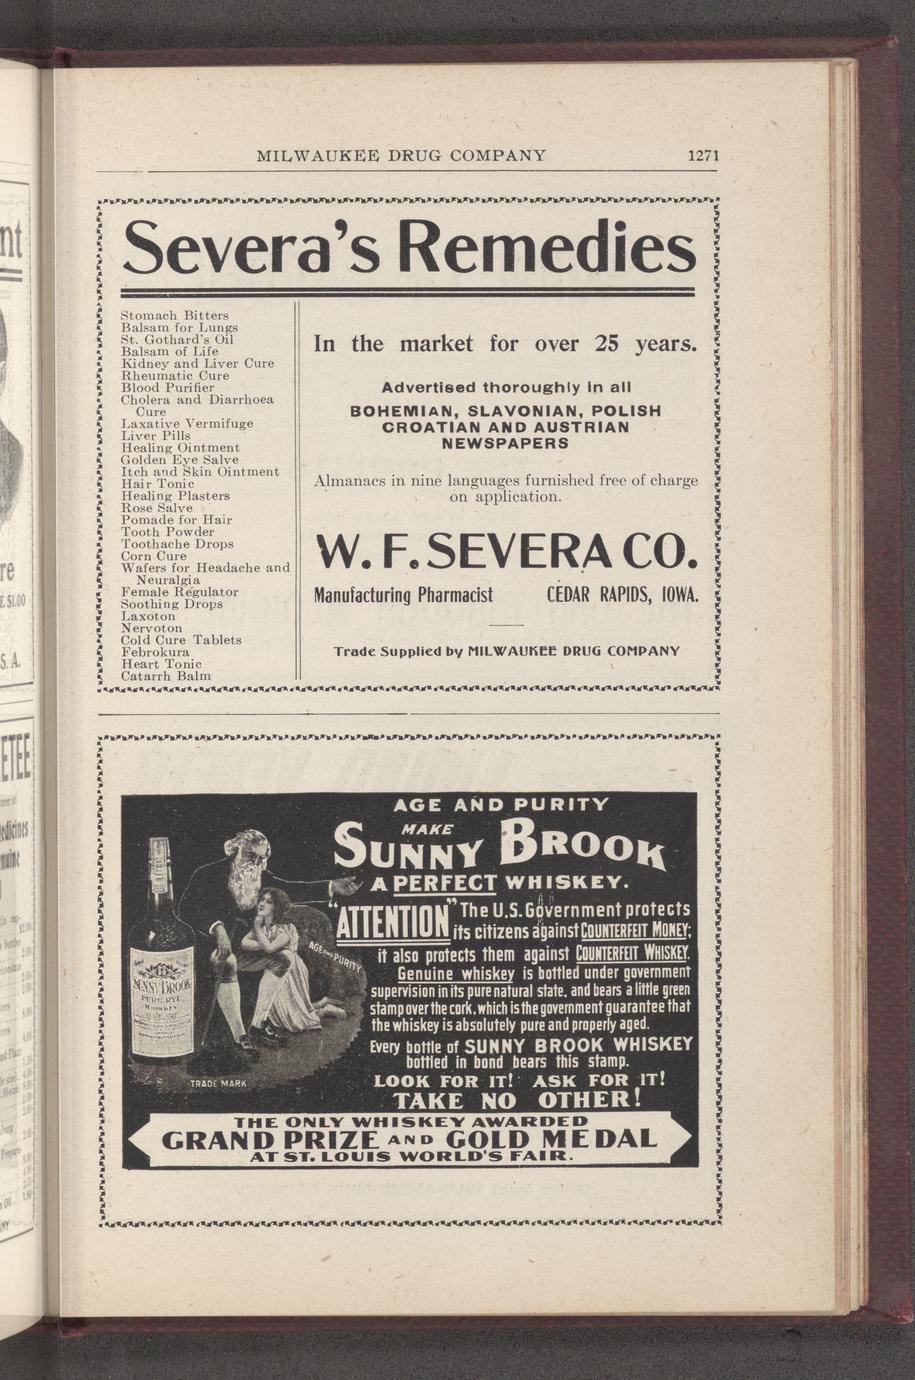 MILWAUKEE DRUG COMPANY 1271
Severa's Remedies
Stomach Bitters
Balsam for Lungs
St. Gothard's Oil
Balsam of Life
Kidney and Liver Cure
Rheumatic Cure
Blood Purifier
Cholera and Diarrhoea
Cure
Laxative Vermifuge
Liver Pills
Healing Ointment
Golden Eye Salve
Itch and Skin Ointment
Hair Tonic
Healing Plasters
Rose Salve
Pomade for Hair
Tooth Powder
Toothache Drops
Corn Cure
Wafers for Headache and
Neuralgia
Female Regulator
Soothing Drops
Laxoton
Nervoton
Cold Cure Tablets
Febrokura
Heart Tonic
Catarrh Balm
In the market for over 25 years.
Advertised thoroughly in all
BOHEMIAN, SLAVONIAN, POLISH
CROATIAN AND AUSTRIAN
NEWSPAPERS
Almanacs in nine languages furnished free of charge
on application.
W. F. SEVERA CO.
Manufacturing Pharmacist CEDAR RAPIDS, IOWA.
Trade Supplied by MILWAUKEE DRUG COMPANY
AGE AND PURITY
MAKE
SUNNY BROOK
A PERFECT WHISKEY.
"ATTENTION" The U.S. Government protects
its citizens against COUNTERFEIT MONEY;
it also protects them against COUNTERFEIT WHISKEY.
Genuine whiskey is bottled under government
supervision in its pure natural state, and bears a little green
stamp over the cork, which is the government guarantee that
the whiskey is absolutely pure and properly aged.
Every bottle of SUNNY BROOK WHISKEY
bottled in bond bears this stamp.
LOOK FOR IT! ASK FOR IT!
TAKE NO OTHER!
AGE AND PURITY
SUNNY BROOK
PURE RYE
WHISKEY
TRADE MARK
THE ONLY WHISKEY AWARDED
GRAND PRIZE AND GOLD MEDAL
AT ST. LOUIS WORLD'S FAIR.
nt
re
E $1.00
S. A.
ETEE